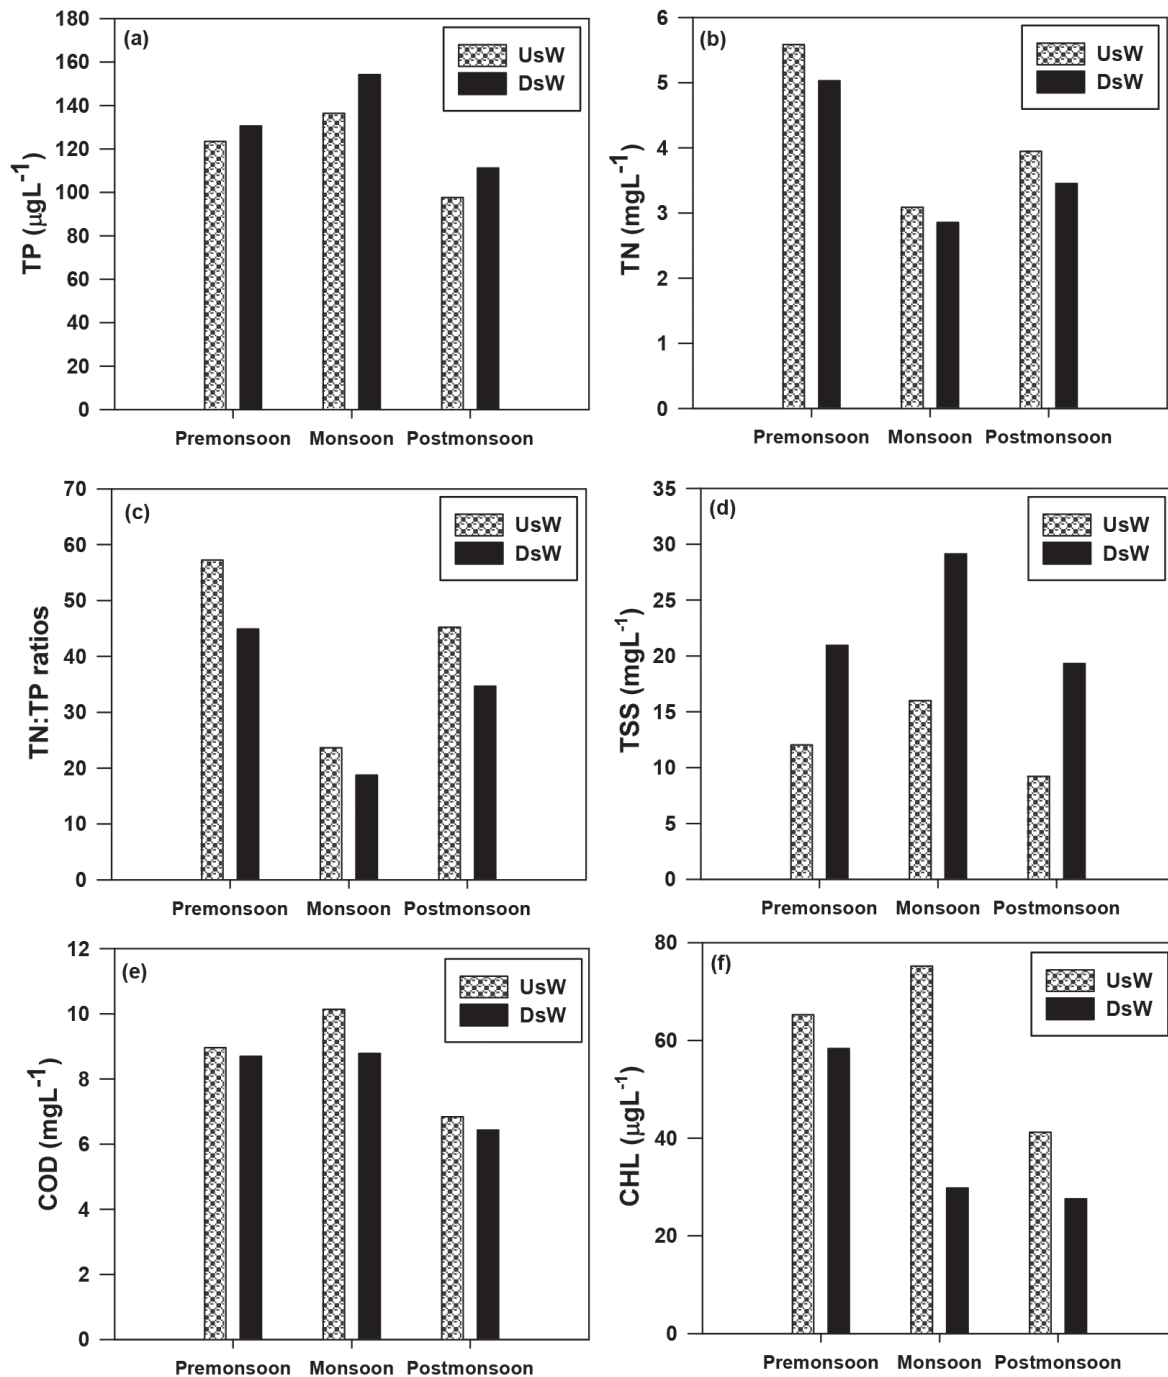 (a)
UsW
DsW
180
160
140
120
100
80
60
40
20
0
TP (µgL⁻¹)
Premonsoon Monsoon Postmonsoon
(b)
UsW
DsW
6
5
4
3
2
1
0
TN (mgL⁻¹)
Premonsoon Monsoon Postmonsoon
(c)
UsW
DsW
70
60
50
40
30
20
10
0
TN:TP ratios
Premonsoon Monsoon Postmonsoon
(d)
UsW
DsW
35
30
25
20
15
10
5
0
TSS (mgL⁻¹)
Premonsoon Monsoon Postmonsoon
(e)
UsW
DsW
12
10
8
6
4
2
0
COD (mgL⁻¹)
Premonsoon Monsoon Postmonsoon
(f)
UsW
DsW
80
60
40
20
0
CHL (µgL⁻¹)
Premonsoon Monsoon Postmonsoon